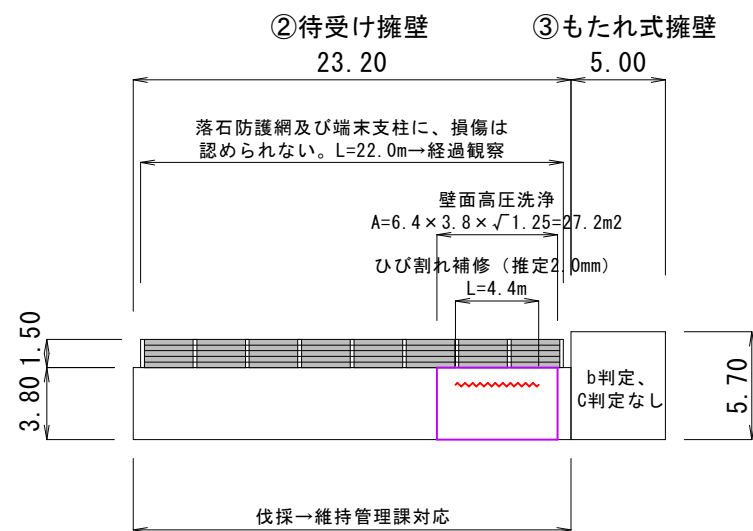 ②待受け擁壁
③もたれ式擁壁
23.20
5.00
落石防護網及び端末支柱に、損傷は
認められない。L=22.0m→経過観察
壁面高圧洗浄
A=6.4×3.8×√1.25=27.2m2
ひび割れ補修（推定2.0mm）
L=4.4m
1.50
3.80
b判定、
C判定なし
5.70
伐採→維持管理課対応